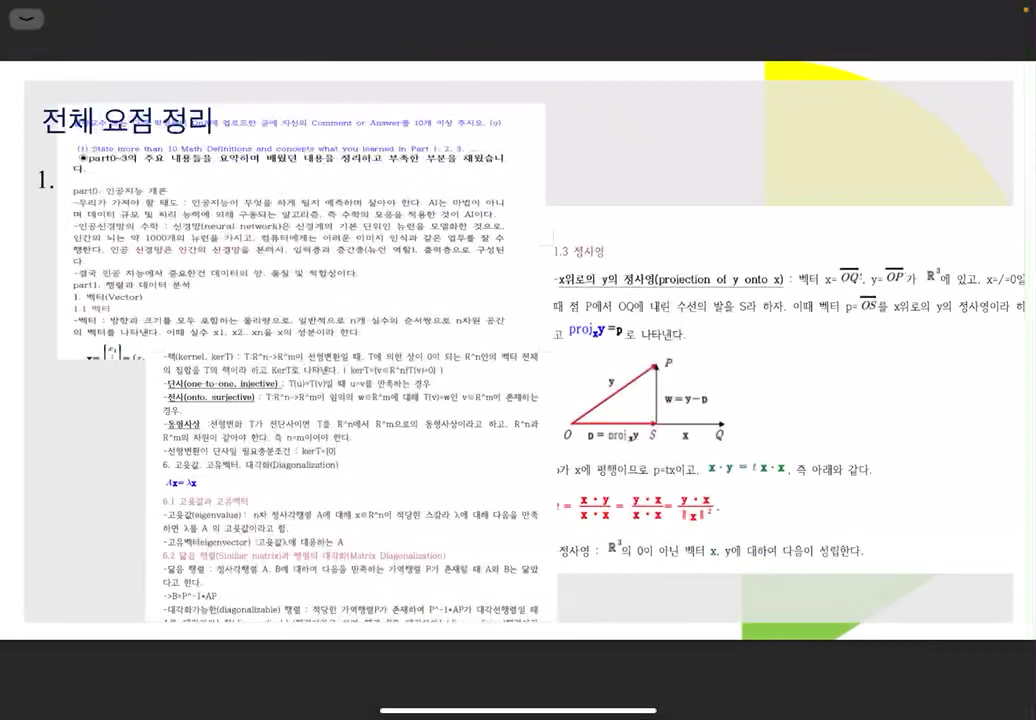 전체 요점 정리
Comment or Answer를 10개 이상 주시오. (o)
1.
(1) State more than 10 Math Definitions and concepts what you learned in Part 1, 2, 3.
◉part0~3의 주요 내용들을 요약하며 배웠던 내용을 정리하고 부족한 부분을 채웠습니
다.
part0. 인공지능 개론
-우리가 가져야 할 태도 : 인공지능이 무엇을 하게 될지 예측하며 살아야 한다. AI는 마법이 아니
며 데이터 규모 및 처리 능력에 의해 구동되는 알고리즘, 즉 수학의 모음을 적용한 것이 AI이다.
-인공신경망의 수학 : 신경망(neural network)은 신경계의 기본 단위인 뉴런을 모델화한 것으로,
인간의 뇌는 약 1000개의 뉴런을 가지고, 컴퓨터에게는 어려운 이미지 인식과 같은 업무를 잘 수
행한다. 인공 신경망은 인간의 신경망을 본떠서, 입력층과 중간층(뉴런 역할), 출력층으로 구성된
다.
-결국 인공 지능에서 중요한건 데이터의 양, 품질 및 적합성이다.
part1. 행렬과 데이터 분석
1. 벡터(Vector)
1.1 벡터
-벡터 : 방향과 크기를 모두 포함하는 물리량으로, 일반적으로 n개 실수의 순서쌍으로 n차원 공간
의 벡터를 나타낸다. 이때 실수 x1, x2...xn을 x의 성분이라 한다.
-핵(kernel, kerT) : T:R^n->R^m이 선형변환일 때, T에 의한 상이 0이 되는 R^n안의 벡터 전체
의 집합을 T의 핵이라 하고 KerT로 나타낸다. ( kerT={v∈R^n|T(v)=0} )
-단사(one-to-one, injective) : T(u)=T(v)일 때 u=v를 만족하는 경우
-전사(onto, surjective) : T:R^n->R^m이 임의의 w∈R^m에 대해 T(v)=w인 v∈R^m이 존재하는
경우.
-동형사상 :선형변화 T가 전단사이면 T를 R^n에서 R^m으로의 동형사상이라고 하고, R^n과
R^m의 차원이 같아야 한다. 즉 n=m이어야 한다.
-선형변환이 단사일 필요충분조건 : kerT={0}
6. 고윳값, 고유벡터, 대각화(Diagonalization)
Ax=λx
6.1 고윳값과 고유벡터
-고윳값(eigenvalue) : n차 정사각행렬 A에 대해 x∈R^n이 적당한 스칼라 λ에 대해 다음을 만족
하면 λ를 A 의 고윳값이라고 함.
-고유벡터(eigenvector) :고윳값λ에 대응하는 A
6.2 닮음 행렬(Similar matrix)과 행렬의 대각화(Matrix Diagonalization)
-닮음 행렬 : 정사각행렬 A, B에 대하여 다음을 만족하는 가역행렬 P가 존재할 때 A와 B는 닮았
다고 한다.
->B=P^-1*AP
-대각화가능한(diagonalizable) 행렬 : 적당한 가역행렬P가 존재하여 P^-1*AP가 대각선행렬일 때
1.3 정사영
-x위로의 y의 정사영(projection of y onto x) : 벡터 x=OQ, y=OP가 R³에 있고, x=/=0일
때 점 P에서 OQ에 내린 수선의 발을 S라 하자. 이때 벡터 p=OS를 x위로의 y의 정사영이라 하
고 projₓy=p로 나타낸다.
P
y
w=y-p
O p=projₓy S x Q
가 x에 평행이므로 p=tx이고, x·y = t x·x, 즉 아래와 같다.
= x·y / x·x = y·x / x·x = y·x / ‖x‖².
정사영 : R³의 0이 아닌 벡터 x, y에 대하여 다음이 성립한다.